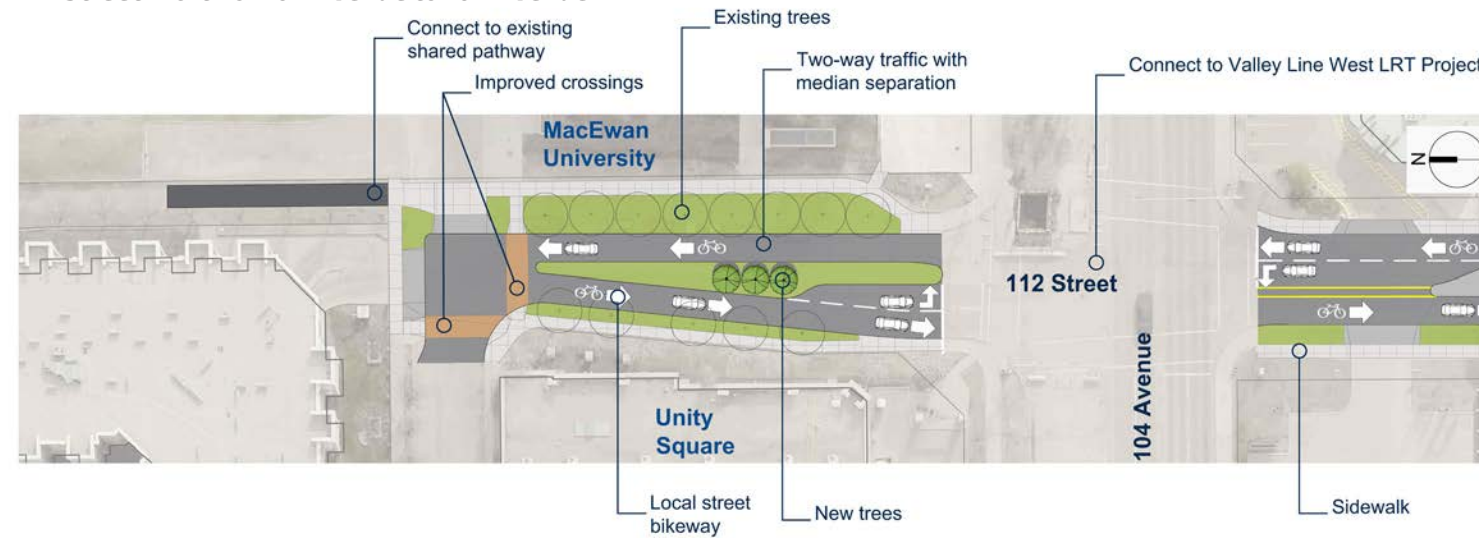 Connect to existing
shared pathway
Existing trees
Improved crossings
Two-way traffic with
median separation
Connect to Valley Line West LRT Project
MacEwan
University
N
112 Street
104 Avenue
Unity
Square
Local street
bikeway
New trees
Sidewalk